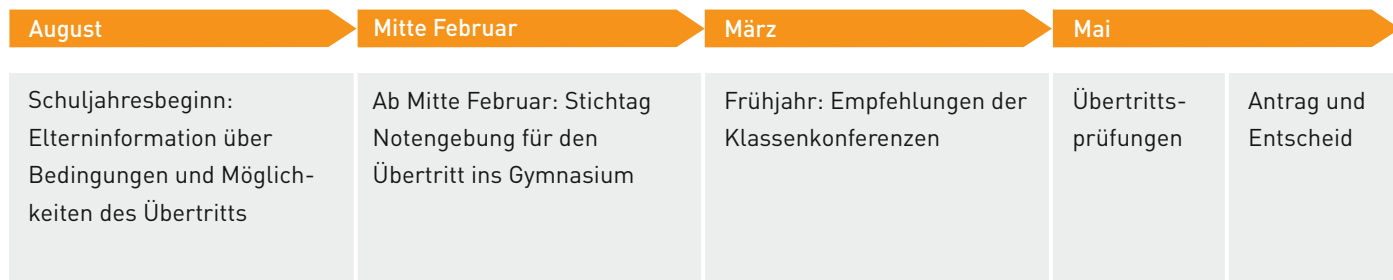 August
Mitte Februar
März
Mai
Schuljahresbeginn:
Elterninformation über
Bedingungen und Möglich-
keiten des Übertritts
Ab Mitte Februar: Stichtag
Notengebung für den
Übertritt ins Gymnasium
Frühjahr: Empfehlungen der
Klassenkonferenzen
Übertritts-
prüfungen
Antrag und
Entscheid